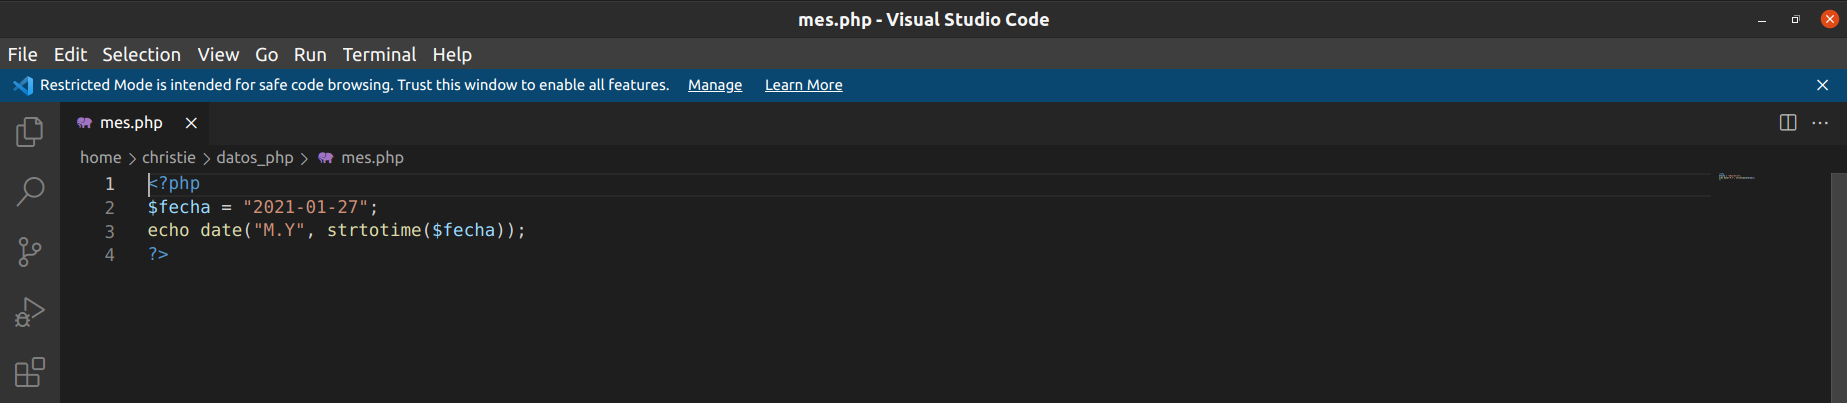 mes.php - Visual Studio Code
File Edit Selection View Go Run Terminal Help
Restricted Mode is intended for safe code browsing. Trust this window to enable all features. Manage Learn More
mes.php
home > christie > datos_php > mes.php
1 <?php
2 $fecha = "2021-01-27";
3 echo date("M.Y", strtotime($fecha));
4 ?>